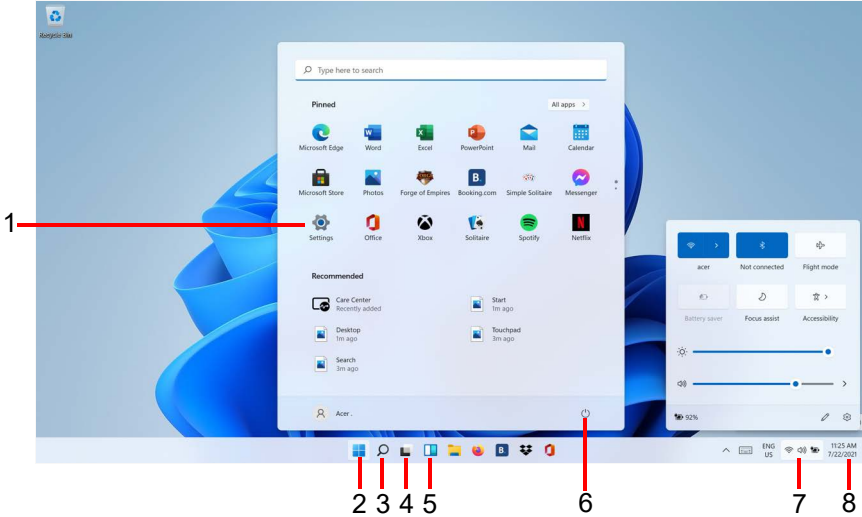 Recycle Bin
Type here to search
Pinned
All apps >
Microsoft Edge Word Excel PowerPoint Mail Calendar
B.
Microsoft Store Photos Forge of Empires Booking.com Simple Solitaire Messenger
1
Settings Office Xbox Solitaire Spotify Netflix
Recommended
Care Center
Recently added
Start
1m ago
Desktop
1m ago
Touchpad
3m ago
Search
3m ago
Acer .
acer Not connected Flight mode
Battery saver Focus assist Accessibility
92%
B.
ENG
US
11:25 AM
7/22/2021
2 3 4 5 6 7 8